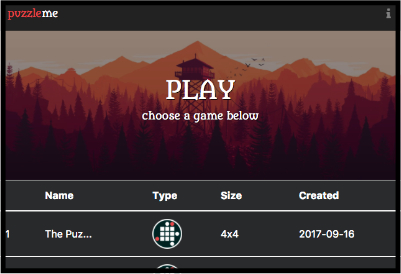 puzzleme
PLAY
choose a game below
Name Type Size Created
1 The Puz... 4x4 2017-09-16